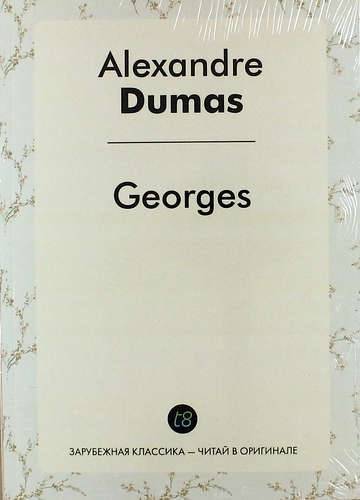 Alexandre
Dumas
Georges
t8
ЗАРУБЕЖНАЯ КЛАССИКА — ЧИТАЙ В ОРИГИНАЛЕ